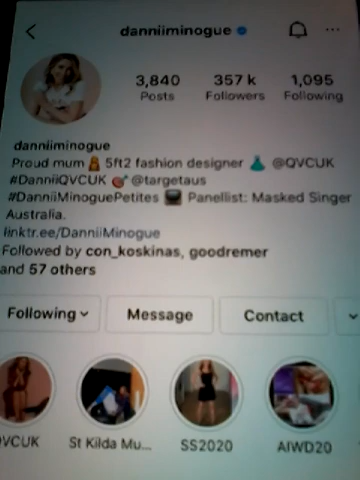 danniiminogue
3,840 357 k 1,095
Posts Followers Following
danniiminogue
Proud mum 5ft2 fashion designer 👗 @QVCUK
#DanniiQVCUK 🎯 @targetaus
#DanniiMinoguePetites Panellist: Masked Singer
Australia.
linktr.ee/DanniiMinogue
Followed by con_koskinas, goodremer
and 57 others
Following Message Contact
QVCUK St Kilda Mu... SS2020 AIWD20